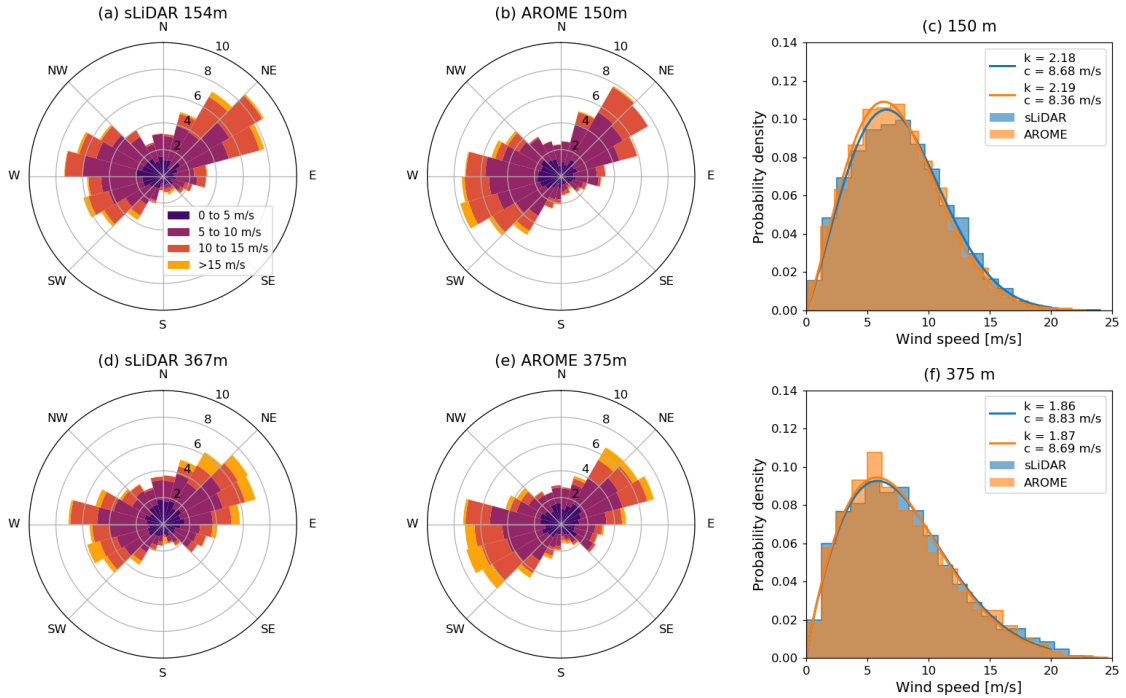 (a) sLiDAR 154m
N
NE
E
SE
S
SW
W
NW
2
4
6
8
10
0 to 5 m/s
5 to 10 m/s
10 to 15 m/s
>15 m/s
(b) AROME 150m
N
NE
E
SE
S
SW
W
NW
2
4
6
8
10
(c) 150 m
Probability density
0.14
0.12
0.10
0.08
0.06
0.04
0.02
0.00
0
5
10
15
20
25
Wind speed [m/s]
k = 2.18
c = 8.68 m/s
k = 2.19
c = 8.36 m/s
sLiDAR
AROME
(d) sLiDAR 367m
N
NE
E
SE
S
SW
W
NW
2
4
6
8
10
(e) AROME 375m
N
NE
E
SE
S
SW
W
NW
2
4
6
8
10
(f) 375 m
Probability density
0.14
0.12
0.10
0.08
0.06
0.04
0.02
0.00
0
5
10
15
20
25
Wind speed [m/s]
k = 1.86
c = 8.83 m/s
k = 1.87
c = 8.69 m/s
sLiDAR
AROME